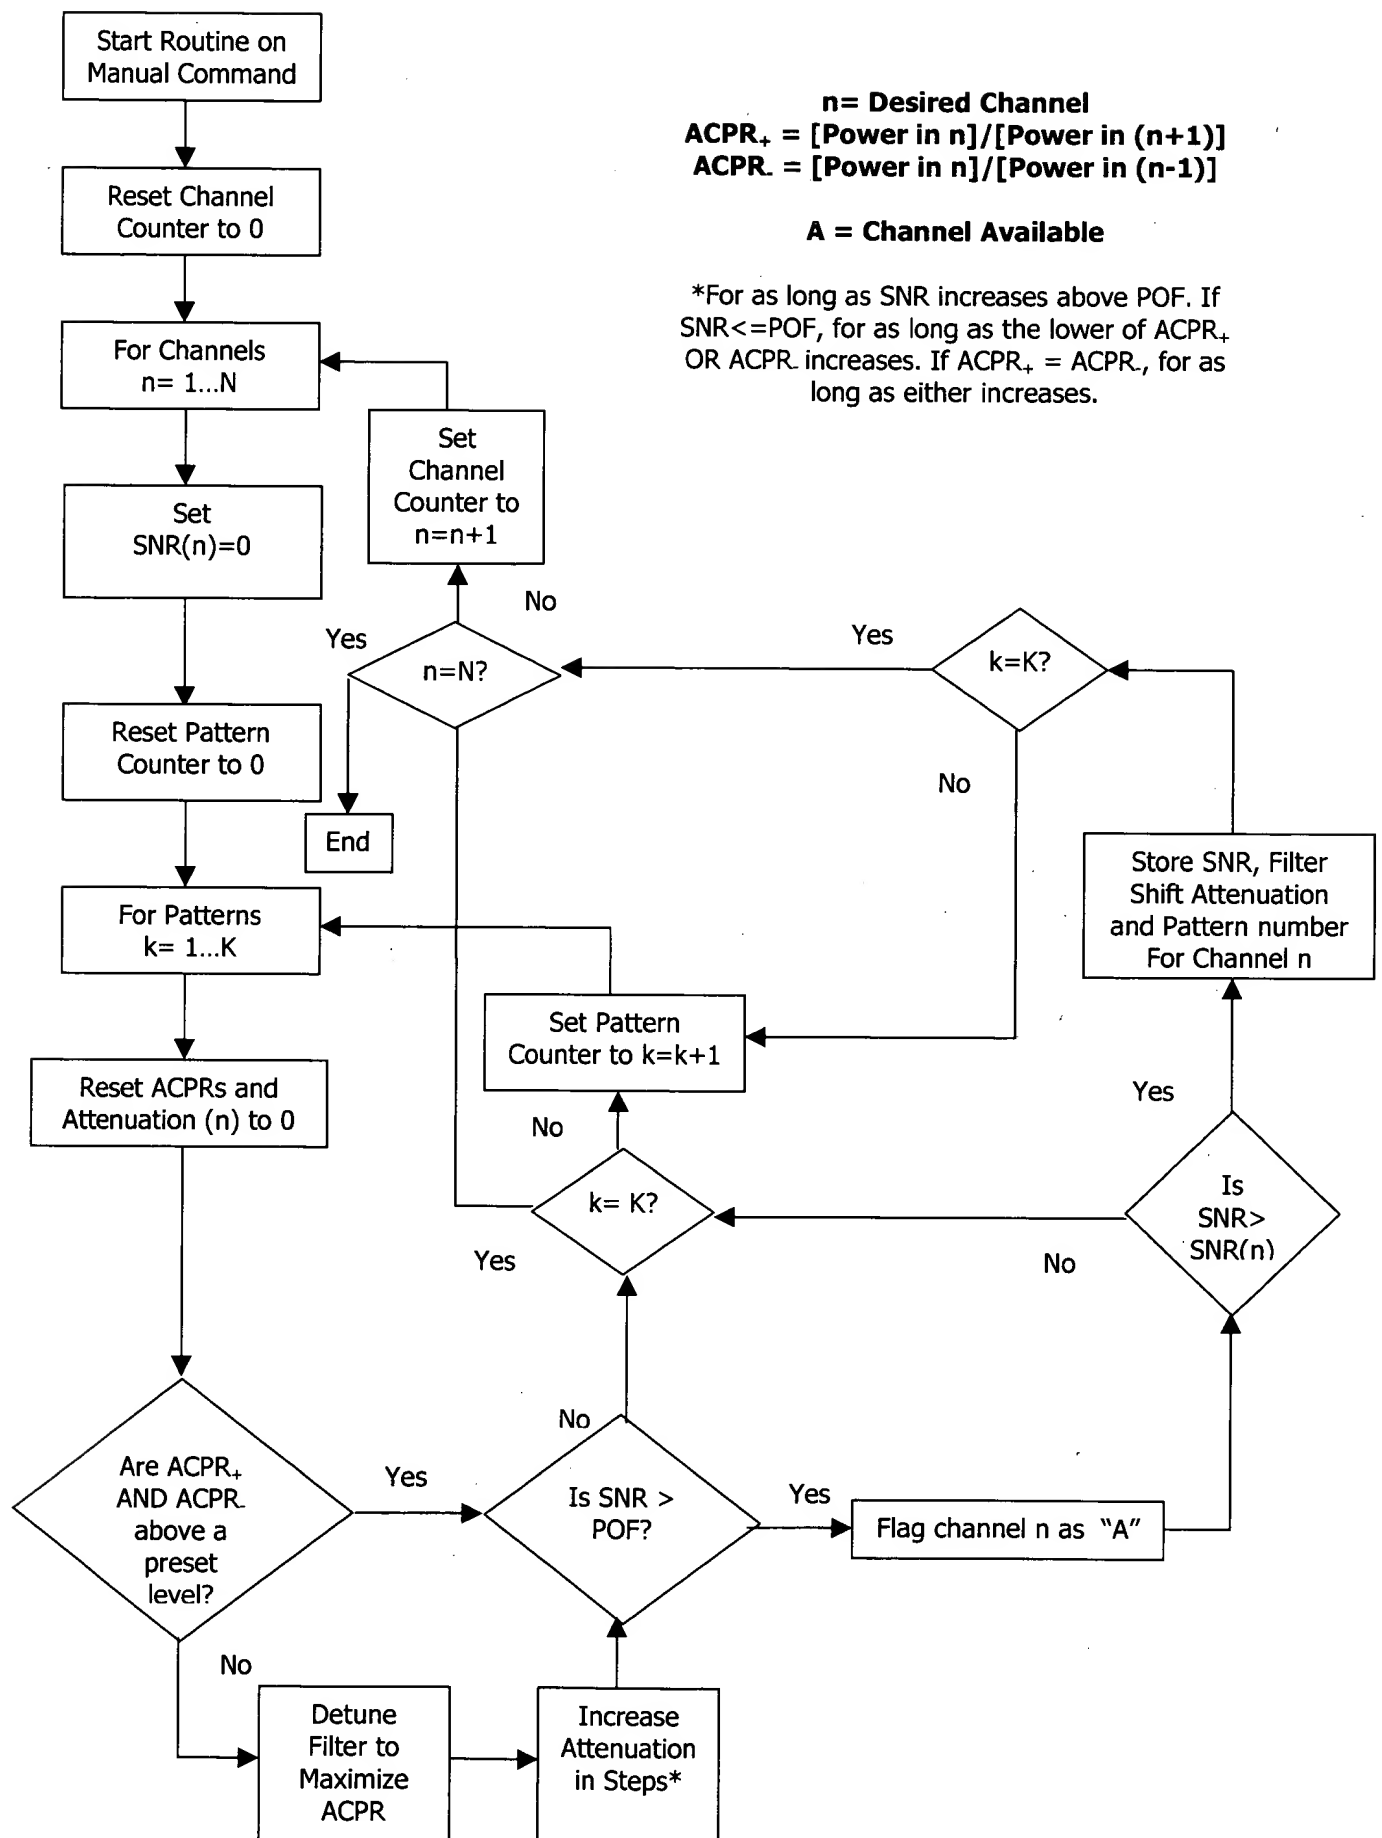 Start Routine on
Manual Command
n= Desired Channel
ACPR+ = [Power in n]/[Power in (n+1)]
ACPR- = [Power in n]/[Power in (n-1)]
A = Channel Available
*For as long as SNR increases above POF. If
SNR<=POF, for as long as the lower of ACPR+
OR ACPR- increases. If ACPR+ = ACPR-, for as
long as either increases.
Reset Channel
Counter to 0
For Channels
n= 1...N
Set
Channel
Counter to
n=n+1
Set
SNR(n)=0
No
Yes
n=N?
Yes
k=K?
No
Reset Pattern
Counter to 0
End
Store SNR, Filter
Shift Attenuation
and Pattern number
For Channel n
For Patterns
k= 1...K
Set Pattern
Counter to k=k+1
Reset ACPRs and
Attenuation (n) to 0
No
Yes
k= K?
Yes
Is
SNR>
SNR(n)
No
No
Are ACPR+
AND ACPR-
above a
preset
level?
Yes
Is SNR >
POF?
Yes
Flag channel n as "A"
No
Detune
Filter to
Maximize
ACPR
Increase
Attenuation
in Steps*